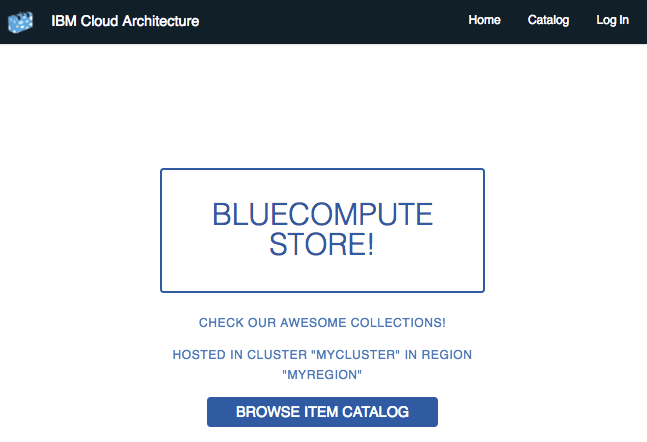 IBM Cloud Architecture
Home
Catalog
Log In
BLUECOMPUTE
STORE!
CHECK OUR AWESOME COLLECTIONS!
HOSTED IN CLUSTER "MYCLUSTER" IN REGION
"MYREGION"
BROWSE ITEM CATALOG